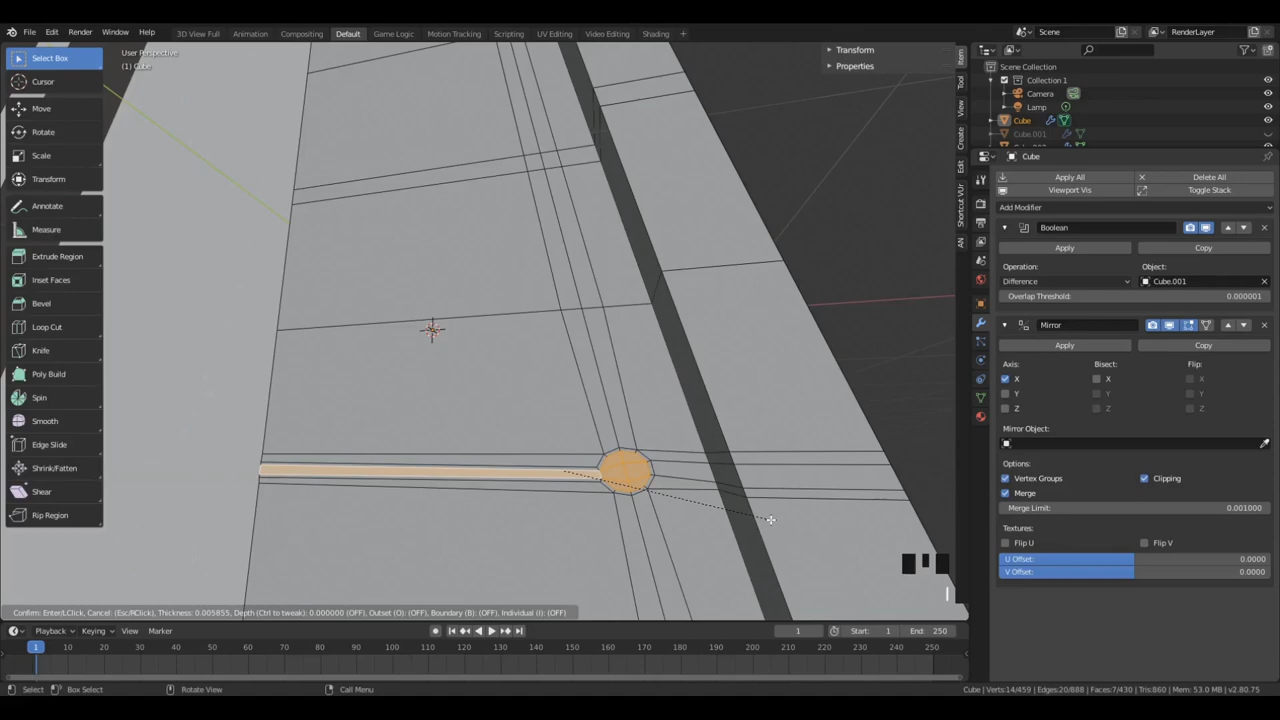 File Edit Render Window Help 3D View Full Animation Compositing Default Game Logic Motion Tracking Scripting UV Editing Video Editing Shading + Scene RenderLayer
User Perspective
(1) Cube
Select Box
Cursor
Move
Rotate
Scale
Transform
Annotate
Measure
Extrude Region
Inset Faces
Bevel
Loop Cut
Knife
Poly Build
Spin
Smooth
Edge Slide
Shrink/Fatten
Shear
Rip Region
Transform
Properties
Item
Tool
View
Create
Edit
Shortcut VUr
AN
Scene Collection
Collection 1
Camera
Lamp
Cube
Cube.001
Cube
Apply All Delete All
Viewport Vis Toggle Stack
Add Modifier
Boolean
Apply Copy
Operation: Object:
Difference Cube.001
Overlap Threshold: 0.000001
Mirror
Apply Copy
Axis: Bisect: Flip:
X X X
Y Y Y
Z Z Z
Mirror Object:
Options:
Vertex Groups Clipping
Merge
Merge Limit: 0.001000
Textures:
Flip U Flip V
U Offset: 0.0000
V Offset: 0.0000
Confirm: Enter/LClick, Cancel: (Esc/RClick), Thickness: 0.005855, Depth (Ctrl to tweak): 0.000000 (OFF), Outset (O): (OFF), Boundary (B): (OFF), Individual (I): (OFF)
Playback Keying View Marker 1 Start: 1 End: 250
1 10 20 30 40 50 60 70 80 90 100 110 120 130 140 150 160 170 180 190 200 210 220 230 240 250
Select Box Select Rotate View Call Menu Cube | Verts:14/459 | Edges:20/888 | Faces:7/430 | Tris:860 | Mem: 53.0 MB | v2.80.75